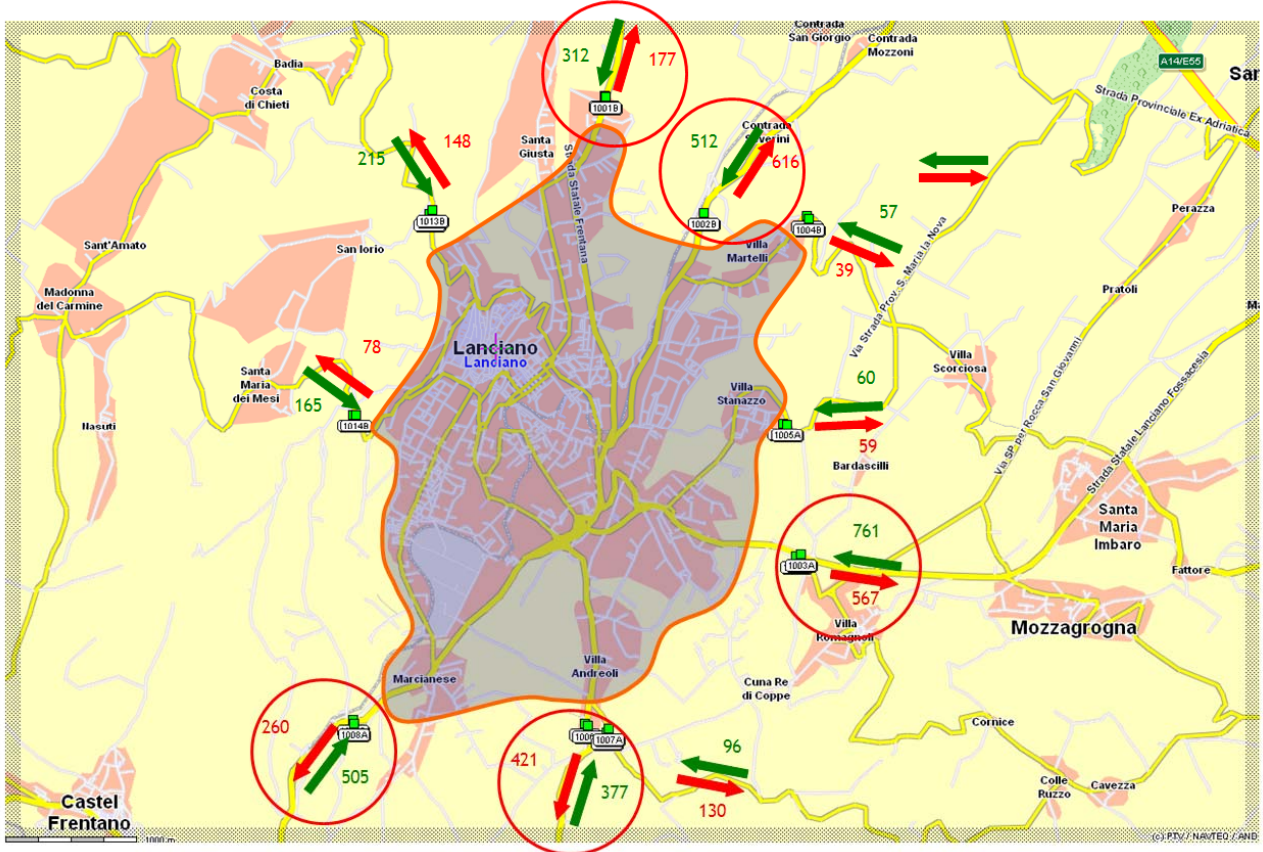 Contrada
San Giorgio
Contrada
Mozzoni
312
177
A14/E55
Badia
Costa
di Chieti
1001B
Strada Provinciale Ex Adriatica
Santa
Giusta
Contrada
512
616
215
148
Strada Statale Frentana
57
Perazza
1013B
1002B
1004B
Sant'Amato
San Iorio
Villa
Martelli
39
Via Strada Prov. S. Maria la Nova
Madonna
del Carmine
Pratoli
Lanciano
Lanciano
78
Villa
Scorciosa
Santa
Maria
dei Mesi
165
60
Villa
Stanazzo
Via SP per Rocca San Giovanni
Strada Statale Lanciano Fossacesia
Nasuti
1014B
1005A
59
Bardascilli
Santa
Maria
Imbaro
761
1003A
567
Fattore
Villa
Romagnoli
Mozzagrogna
Villa
Andreoli
Marcianese
Cuna Re
di Coppe
260
1008A
505
1006
1007A
421
377
96
130
Cornice
Colle
Ruzzo
Cavezza
Castel
Frentano
1000 m
(c) PTV / NAVTEQ / AND